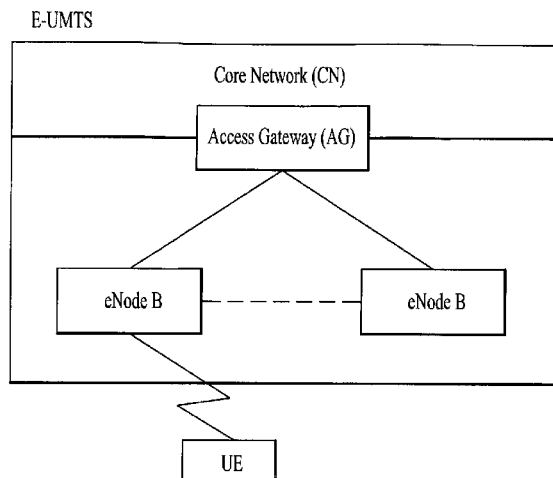 E-UMTS
Core Network (CN)
Access Gateway (AG)
eNode B
eNode B
UE